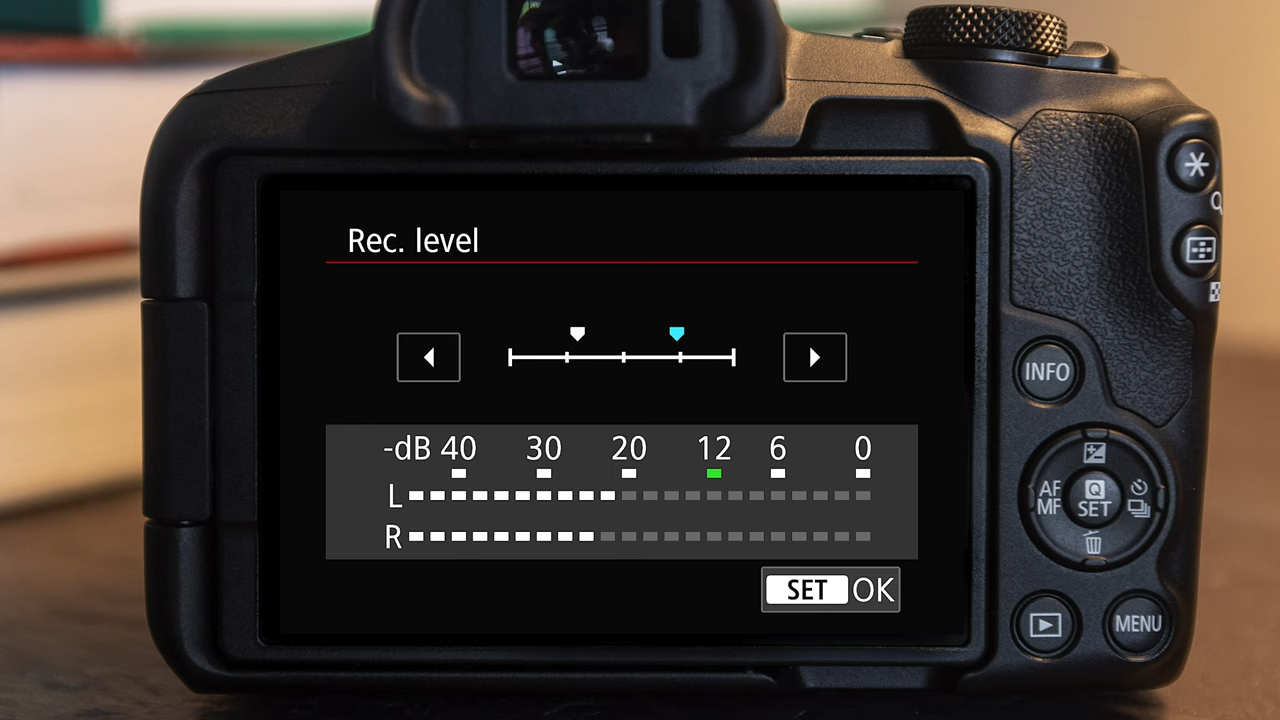 Rec. level
-dB 40 30 20 12 6 0
L
R
SET OK
INFO
AF
MF
Q
SET
MENU